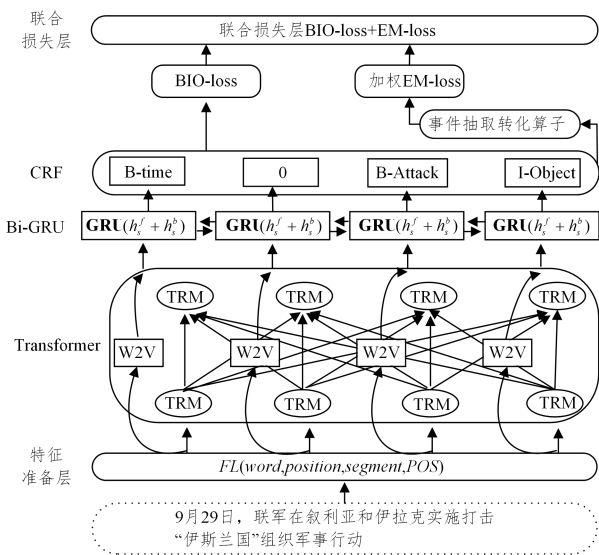 联合
损失层
联合损失层BIO-loss+EM-loss
BIO-loss
加权EM-loss
事件抽取转化算子
CRF
B-time
0
B-Attack
I-Object
Bi-GRU
GRU(h_s^f + h_s^b)
GRU(h_s^f + h_s^b)
GRU(h_s^f + h_s^b)
GRU(h_s^f + h_s^b)
TRM
TRM
TRM
TRM
Transformer
W2V
W2V
W2V
W2V
TRM
TRM
TRM
TRM
特征
准备层
FL(word,position,segment,POS)
9月29日，联军在叙利亚和伊拉克实施打击
“伊斯兰国”组织军事行动